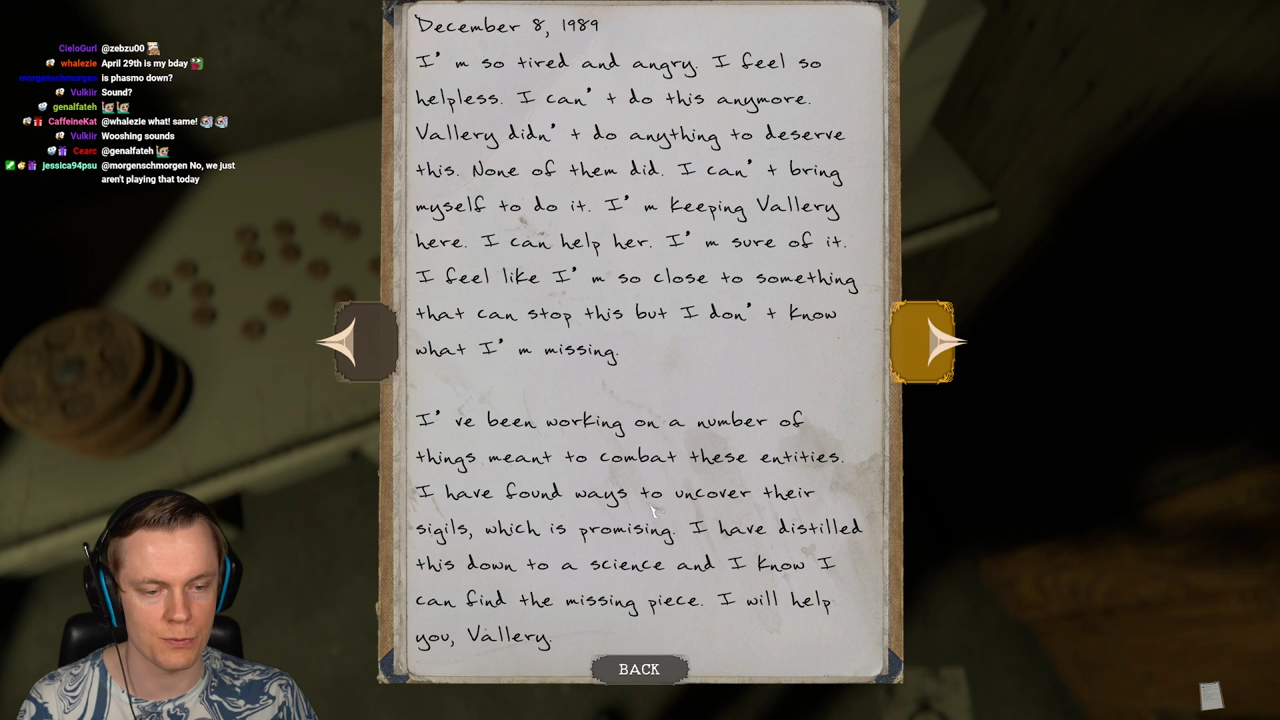 CieloGurl @zebzu00
whalezie April 29th is my bday
morgenschmorgen is phasmo down?
Vulkiir Sound?
genalfateh
CaffeineKat @whalezie what! same!
Vulkiir Wooshing sounds
Cearc @genalfateh
jessica94psu @morgenschmorgen No, we just
aren't playing that today
December 8, 1989
I' m so tired and angry. I feel so
helpless. I can' t do this anymore.
Vallery didn' t do anything to deserve
this. None of them did. I can' t bring
myself to do it. I' m keeping Vallery
here. I can help her. I' m sure of it.
I feel like I' m so close to something
that can stop this but I don' t know
what I' m missing.
I' ve been working on a number of
things meant to combat these entities.
I have found ways to uncover their
sigils, which is promising. I have distilled
this down to a science and I know I
can find the missing piece. I will help
you, Vallery.
BACK